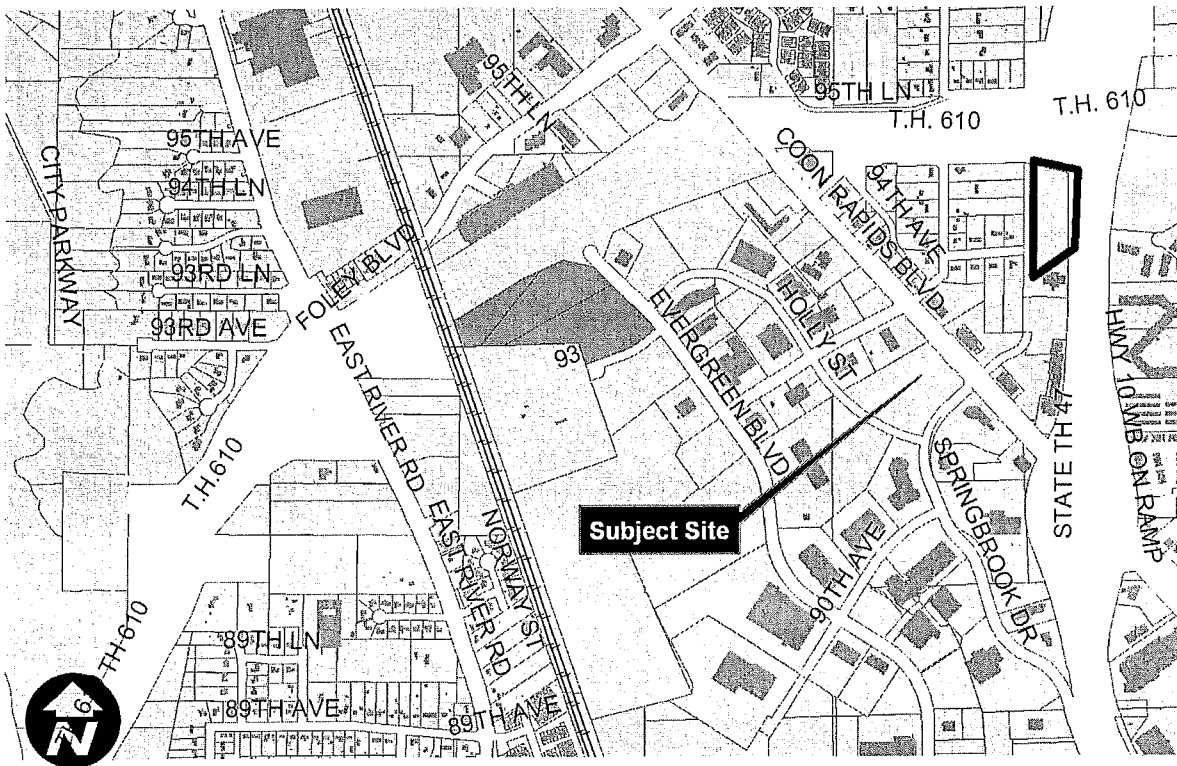 95TH LN
95TH LN
T.H. 610
T.H. 610
95TH AVE
94TH LN
CITY PARKWAY
93RD LN
93RD AVE
FOLEY BLVD
COON RAPIDS BLVD
94TH AVE
HOLLY ST
EVERGREEN BLVD
93
EAST RIVER RD
EAST RIVER RD
T.H.610
NORWAY ST
Subject Site
90TH AVE
SPRINGBROOK DR
STATE TH 47
HWY 10 WB ON RAMP
TH 610
89TH LN
89TH AVE
89TH AVE
N